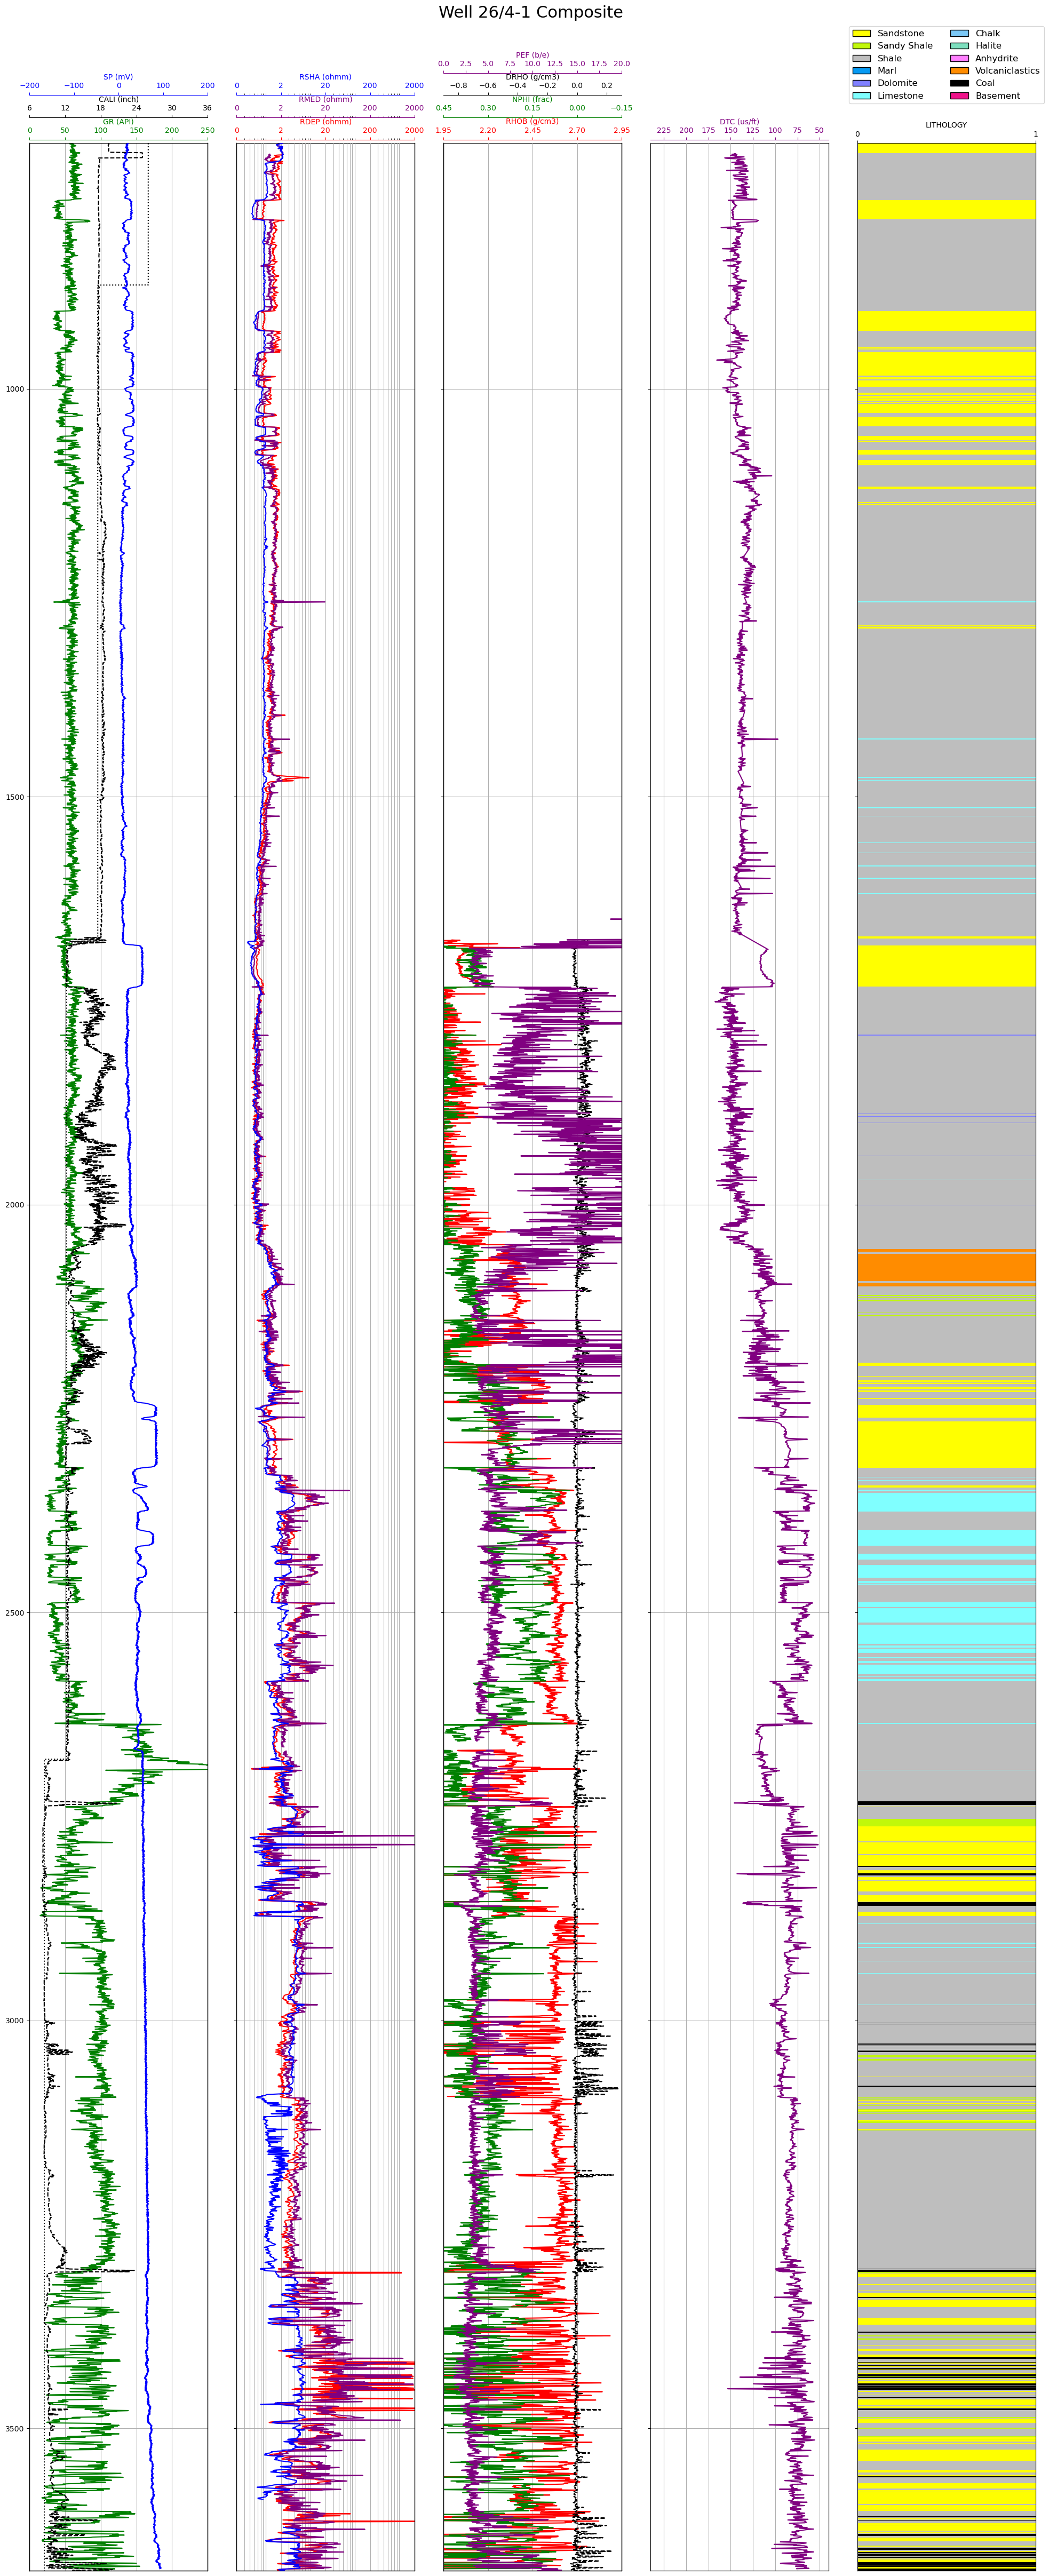 Well 26/4-1 Composite
Sandstone Chalk
Sandy Shale Halite
Shale Anhydrite
Marl Volcaniclastics
Dolomite Coal
Limestone Basement
PEF (b/e)
0.0 2.5 5.0 7.5 10.0 12.5 15.0 17.5 20.0
SP (mV) RSHA (ohmm) DRHO (g/cm3)
−200 −100 0 100 200 0 2 20 200 2000 −0.8 −0.6 −0.4 −0.2 0.0 0.2
CALI (inch) RMED (ohmm) NPHI (frac)
6 12 18 24 30 36 0 2 20 200 2000 0.45 0.30 0.15 0.00 −0.15
GR (API) RDEP (ohmm) RHOB (g/cm3) DTC (us/ft) LITHOLOGY
0 50 100 150 200 250 0 2 20 200 2000 1.95 2.20 2.45 2.70 2.95 225 200 175 150 125 100 75 50 0 1
1000
1500
2000
2500
3000
3500